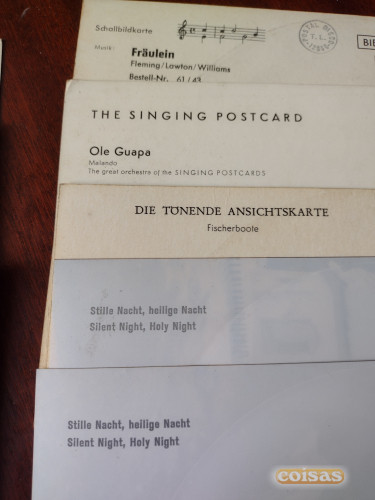 Schallbildkarte
Musik:
Fräulein
Fleming/Lawton/Williams
Bestell-Nr. 61/43
BIE
THE SINGING POSTCARD
Ole Guapa
Malando
The great orchestra of the SINGING POSTCARDS
DIE TÖNENDE ANSICHTSKARTE
Fischerboote
Stille Nacht, heilige Nacht
Silent Night, Holy Night
Stille Nacht, heilige Nacht
Silent Night, Holy Night
coisas